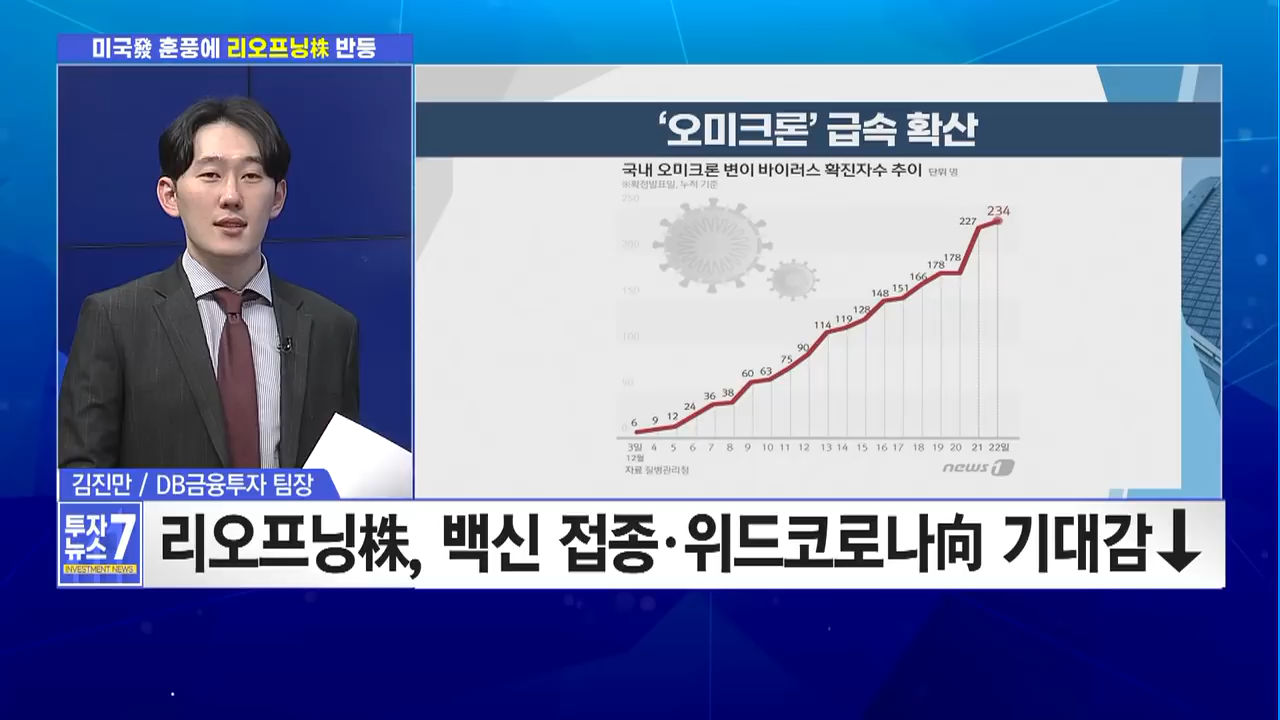 미국發 훈풍에 리오프닝株 반등
‘오미크론’ 급속 확산
국내 오미크론 변이 바이러스 확진자수 추이 단위 명
※확정발표일, 누적 기준
250
200
150
100
50
0
6 9 12 24 36 38 60 63 75 90 114 119 128 148 151 166 178 178 227 234
3일 4 5 6 7 8 9 10 11 12 13 14 15 16 17 18 19 20 21 22일
12월
자료 질병관리청
news1
김진만 / DB금융투자 팀장
투자뉴스7
INVESTMENT NEWS
리오프닝株, 백신 접종·위드코로나向 기대감↓